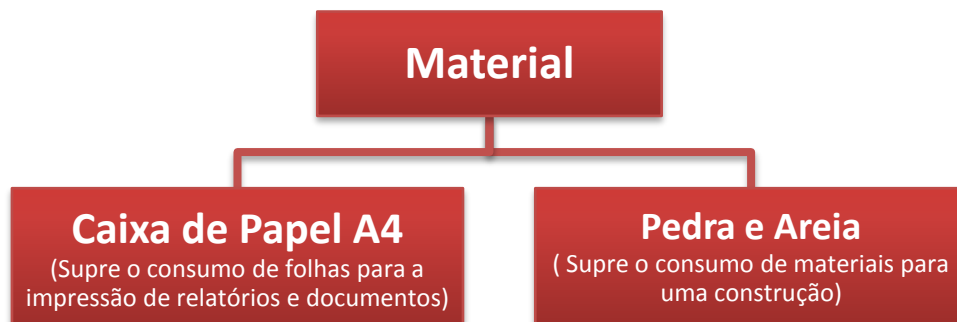 Material
Caixa de Papel A4
(Supre o consumo de folhas para a
impressão de relatórios e documentos)
Pedra e Areia
( Supre o consumo de materiais para
uma construção)